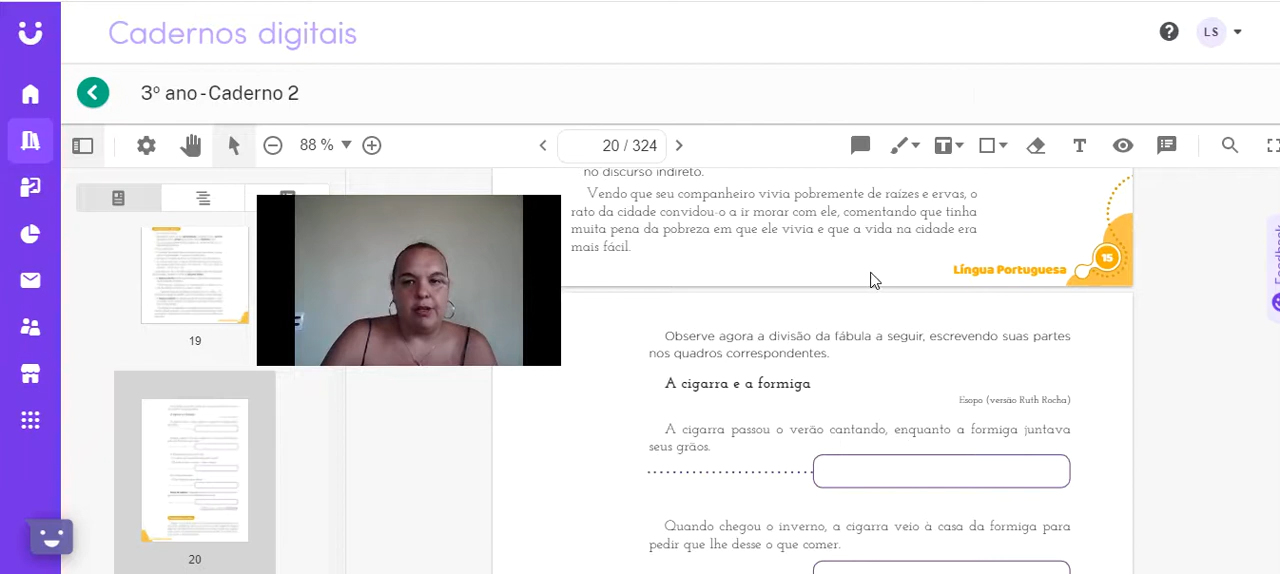 Cadernos digitais
LS
3º ano - Caderno 2
88 %
20 / 324
no discurso indireto.
Vendo que seu companheiro vivia pobremente de raízes e ervas, o
rato da cidade convidou-o a ir morar com ele, comentando que tinha
muita pena da pobreza em que ele vivia e que a vida na cidade era
mais fácil.
Língua Portuguesa 15
Feedback
19
Observe agora a divisão da fábula a seguir, escrevendo suas partes
nos quadros correspondentes.
A cigarra e a formiga
Esopo (versão Ruth Rocha)
A cigarra passou o verão cantando, enquanto a formiga juntava
seus grãos.
Quando chegou o inverno, a cigarra veio à casa da formiga para
pedir que lhe desse o que comer.
20